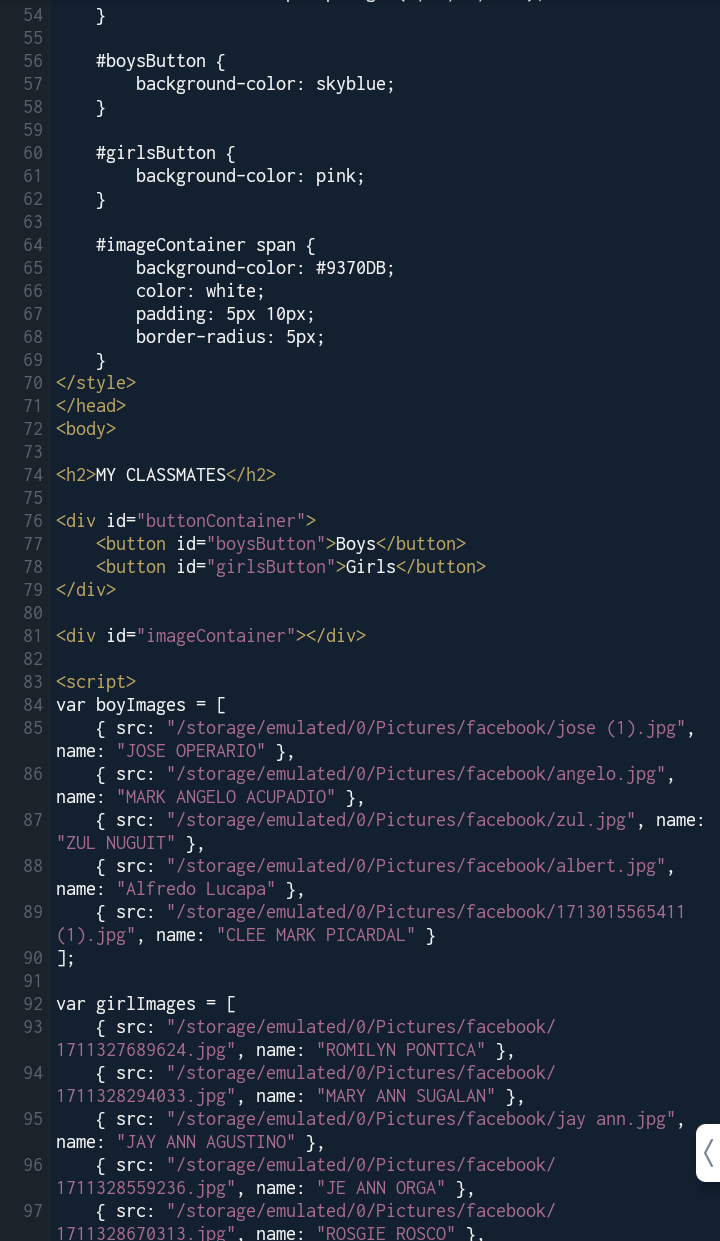 54 }
55
56 #boysButton {
57 background-color: skyblue;
58 }
59
60 #girlsButton {
61 background-color: pink;
62 }
63
64 #imageContainer span {
65 background-color: #9370DB;
66 color: white;
67 padding: 5px 10px;
68 border-radius: 5px;
69 }
70 </style>
71 </head>
72 <body>
73
74 <h2>MY CLASSMATES</h2>
75
76 <div id="buttonContainer">
77 <button id="boysButton">Boys</button>
78 <button id="girlsButton">Girls</button>
79 </div>
80
81 <div id="imageContainer"></div>
82
83 <script>
84 var boyImages = [
85 { src: "/storage/emulated/0/Pictures/facebook/jose (1).jpg",
name: "JOSE OPERARIO" },
86 { src: "/storage/emulated/0/Pictures/facebook/angelo.jpg",
name: "MARK ANGELO ACUPADIO" },
87 { src: "/storage/emulated/0/Pictures/facebook/zul.jpg", name:
"ZUL NUGUIT" },
88 { src: "/storage/emulated/0/Pictures/facebook/albert.jpg",
name: "Alfredo Lucapa" },
89 { src: "/storage/emulated/0/Pictures/facebook/1713015565411
(1).jpg", name: "CLEE MARK PICARDAL" }
90 ];
91
92 var girlImages = [
93 { src: "/storage/emulated/0/Pictures/facebook/
1711327689624.jpg", name: "ROMILYN PONTICA" },
94 { src: "/storage/emulated/0/Pictures/facebook/
1711328294033.jpg", name: "MARY ANN SUGALAN" },
95 { src: "/storage/emulated/0/Pictures/facebook/jay ann.jpg",
name: "JAY ANN AGUSTINO" },
96 { src: "/storage/emulated/0/Pictures/facebook/
1711328559236.jpg", name: "JE ANN ORGA" },
97 { src: "/storage/emulated/0/Pictures/facebook/
1711328670313.jpg", name: "ROSGIE ROSCO" },